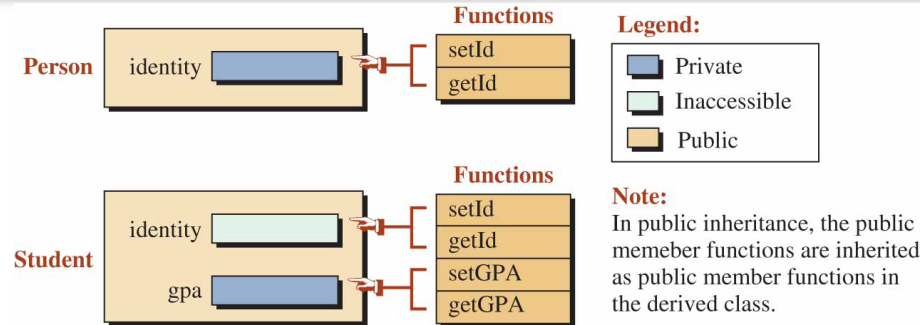 Functions
Legend:
Person
identity
setId
getId
Private
Inaccessible
Public
Functions
Student
identity
gpa
setId
getId
setGPA
getGPA
Note:
In public inheritance, the public
memeber functions are inherited
as public member functions in
the derived class.